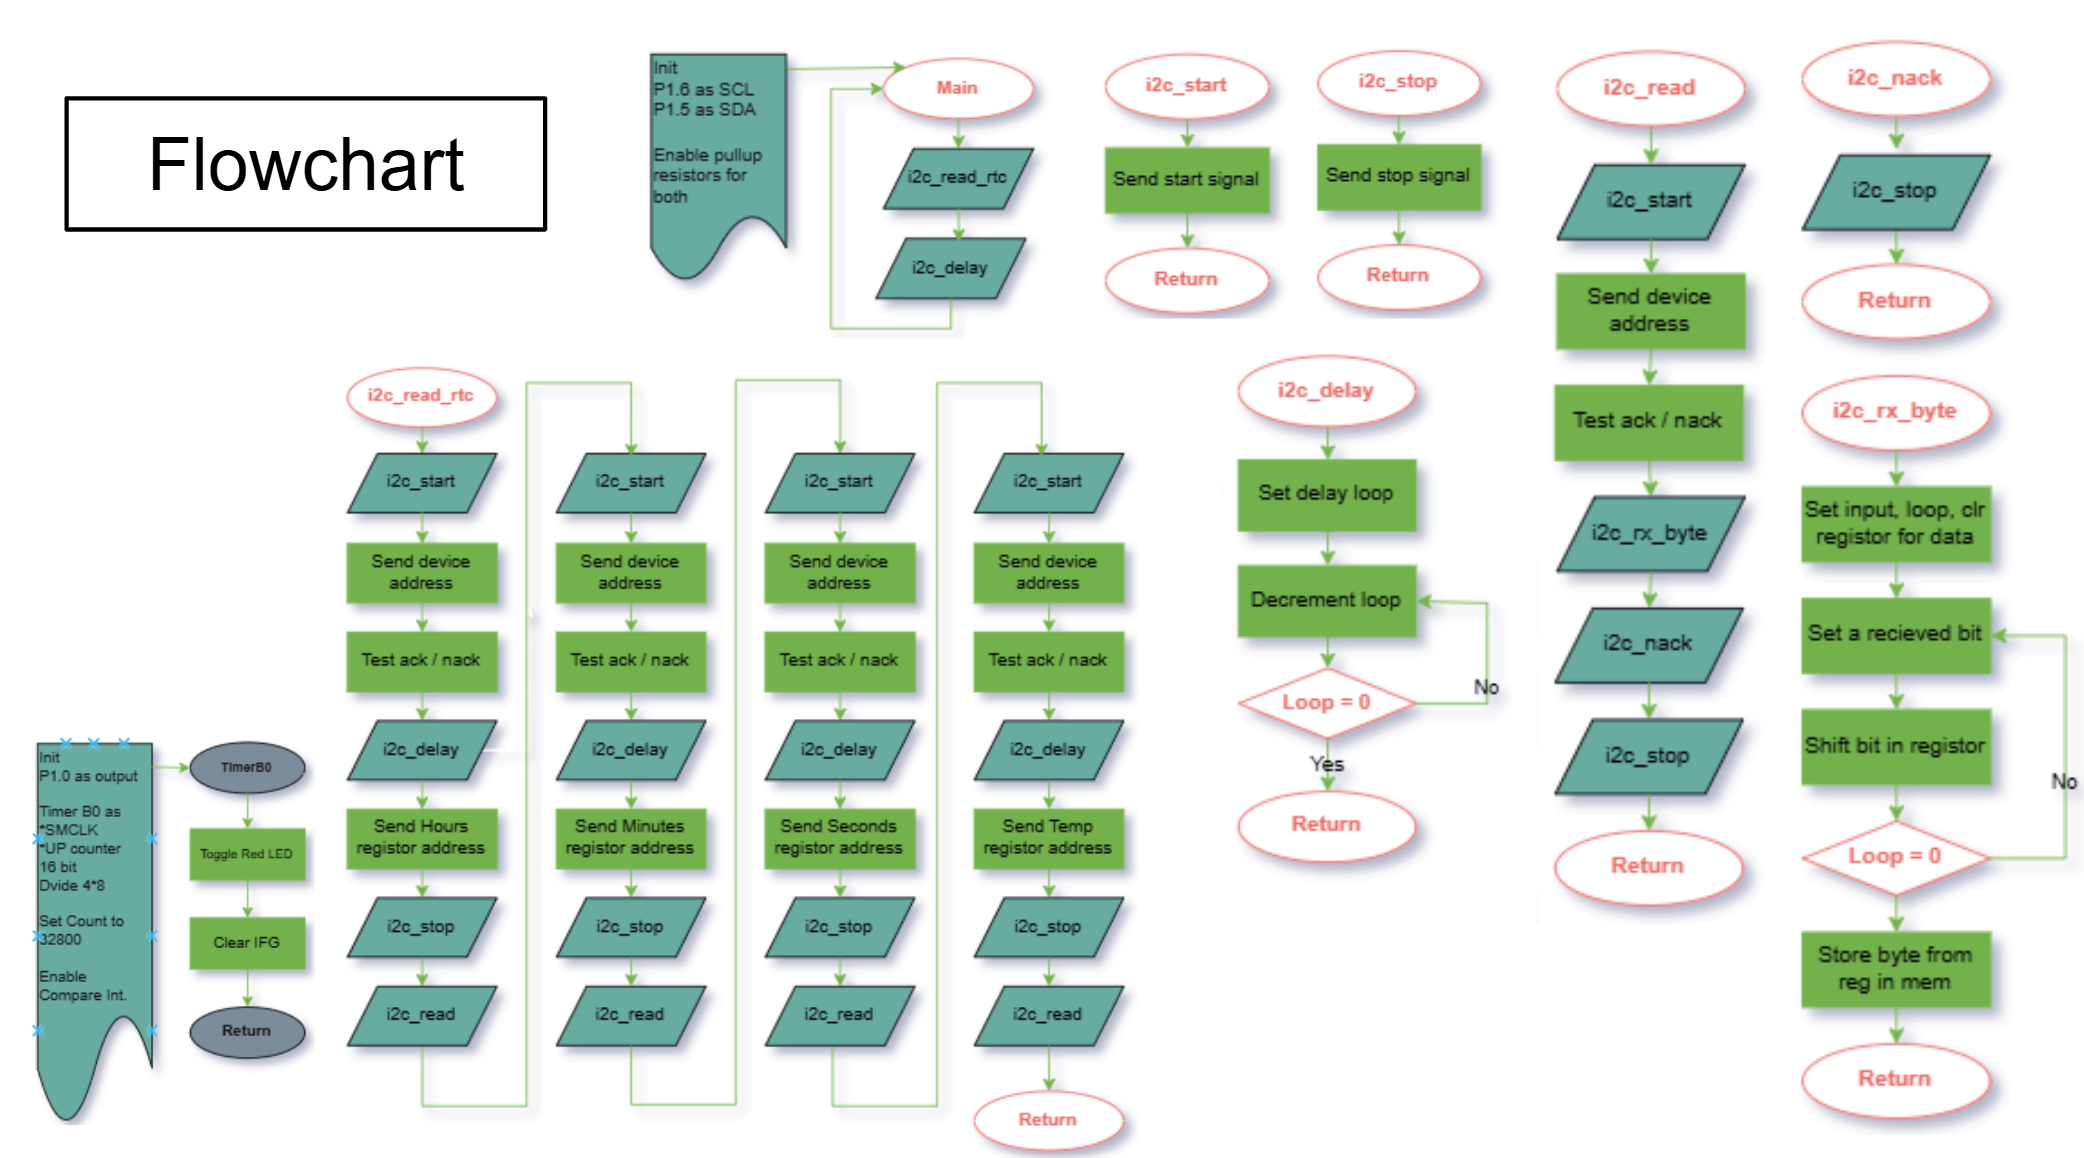 Flowchart
Init
P1.6 as SCL
P1.5 as SDA
Enable pullup
resistors for
both
Main
i2c_read_rtc
i2c_delay
i2c_start
Send start signal
Return
i2c_stop
Send stop signal
Return
i2c_read
i2c_start
Send device
address
Test ack / nack
i2c_rx_byte
i2c_nack
i2c_stop
Return
i2c_nack
i2c_stop
Return
i2c_read_rtc
i2c_start
Send device
address
Test ack / nack
i2c_delay
Send Hours
registor address
i2c_stop
i2c_read
i2c_start
Send device
address
Test ack / nack
i2c_delay
Send Minutes
registor address
i2c_stop
i2c_read
i2c_start
Send device
address
Test ack / nack
i2c_delay
Send Seconds
registor address
i2c_stop
i2c_read
i2c_start
Send device
address
Test ack / nack
i2c_delay
Send Temp
registor address
i2c_stop
i2c_read
Return
i2c_delay
Set delay loop
Decrement loop
Loop = 0
No
Yes
Return
i2c_rx_byte
Set input, loop, clr
registor for data
Set a recieved bit
Shift bit in registor
No
Loop = 0
Store byte from
reg in mem
Return
Init
P1.0 as output
Timer B0 as
*SMCLK
*UP counter
16 bit
Dvide 4*8
Set Count to
32800
Enable
Compare Int.
TimerB0
Toggle Red LED
Clear IFG
Return